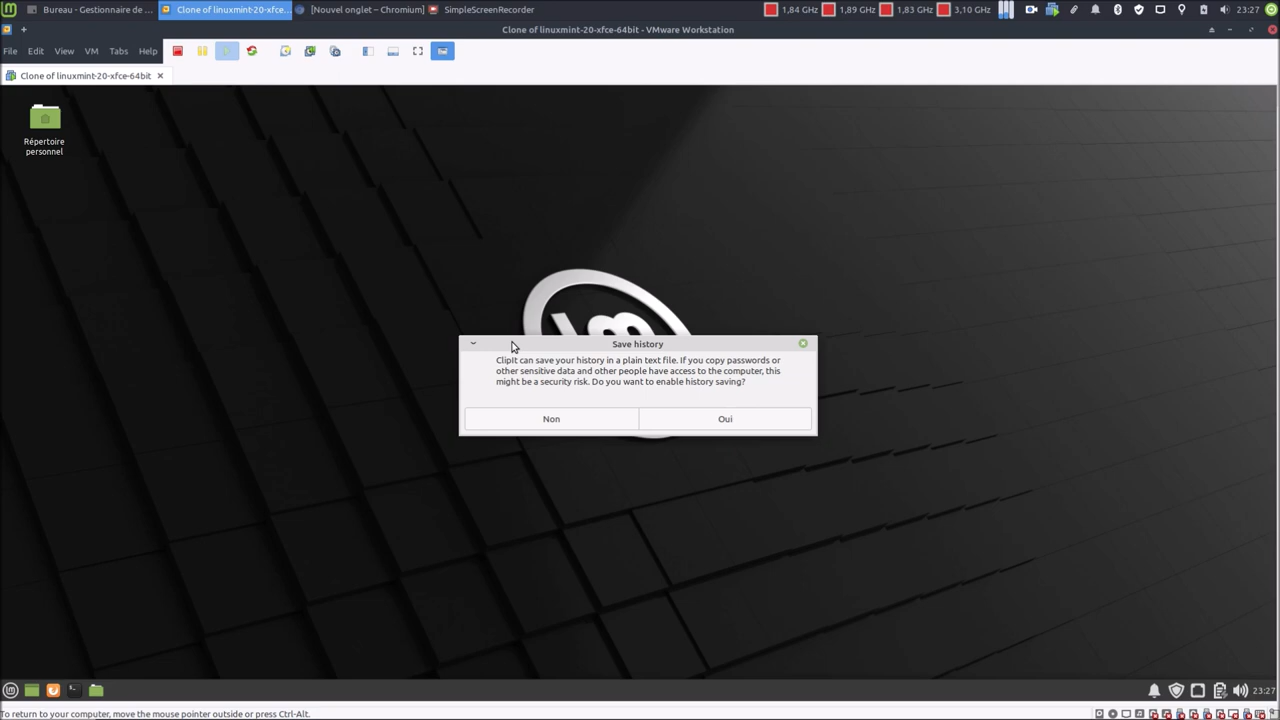 Bureau - Gestionnaire de ...
Clone of linuxmint-20-xfce...
[Nouvel onglet – Chromium]
SimpleScreenRecorder
1,84 GHz
1,89 GHz
1,83 GHz
3,10 GHz
23:27
Clone of linuxmint-20-xfce-64bit - VMware Workstation
File Edit View VM Tabs Help
Clone of linuxmint-20-xfce-64bit
Répertoire
personnel
Save history
ClipIt can save your history in a plain text file. If you copy passwords or
other sensitive data and other people have access to the computer, this
might be a security risk. Do you want to enable history saving?
Non
Oui
23:27
To return to your computer, move the mouse pointer outside or press Ctrl-Alt.